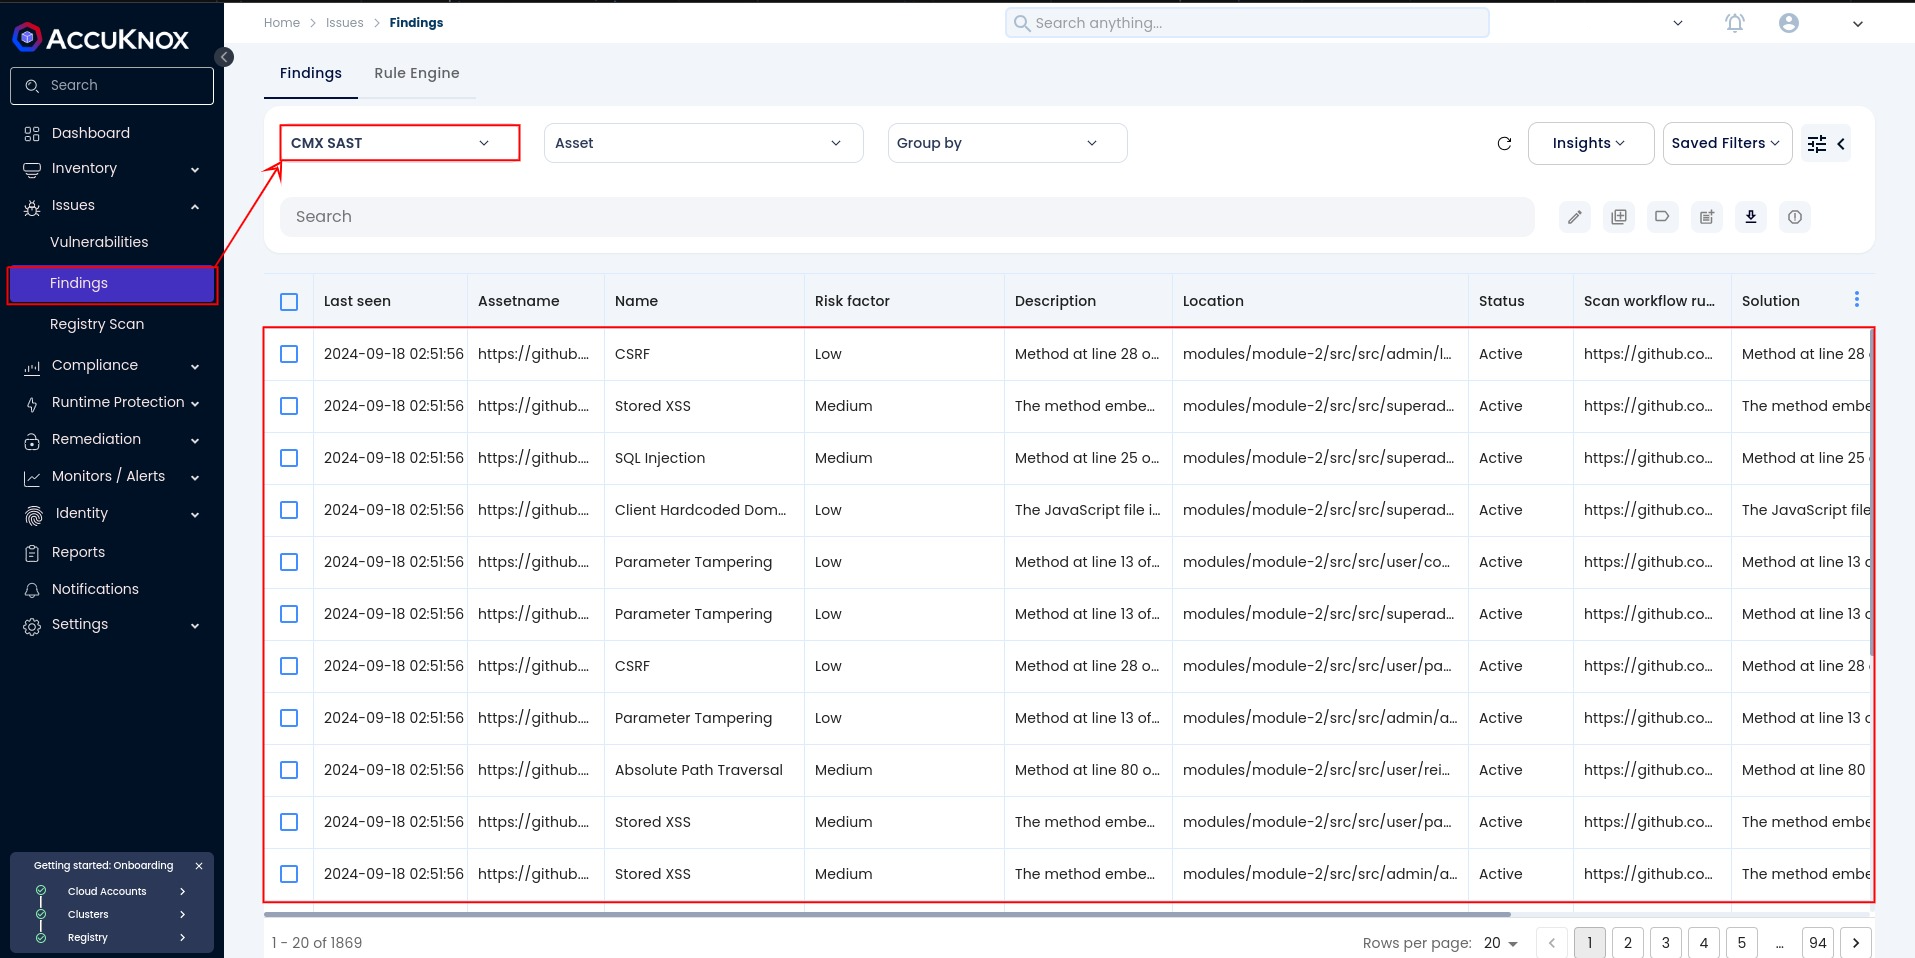 Home > Issues > Findings
Search anything...
ACCUKNOX
Search
Dashboard
Inventory
Issues
Vulnerabilities
Findings
Registry Scan
Compliance
Runtime Protection
Remediation
Monitors / Alerts
Identity
Reports
Notifications
Settings
Getting started: Onboarding
Cloud Accounts
Clusters
Registry
Findings Rule Engine
CMX SAST Asset Group by Insights Saved Filters
Search
Last seen Assetname Name Risk factor Description Location Status Scan workflow ru... Solution
2024-09-18 02:51:56 https://github.... CSRF Low Method at line 28 o... modules/module-2/src/src/admin/l... Active https://github.co... Method at line 28
2024-09-18 02:51:56 https://github.... Stored XSS Medium The method embe... modules/module-2/src/src/superad... Active https://github.co... The method embe
2024-09-18 02:51:56 https://github.... SQL Injection Medium Method at line 25 o... modules/module-2/src/src/superad... Active https://github.co... Method at line 25
2024-09-18 02:51:56 https://github.... Client Hardcoded Dom... Low The JavaScript file i... modules/module-2/src/src/superad... Active https://github.co... The JavaScript file
2024-09-18 02:51:56 https://github.... Parameter Tampering Low Method at line 13 of... modules/module-2/src/src/user/co... Active https://github.co... Method at line 13
2024-09-18 02:51:56 https://github.... Parameter Tampering Low Method at line 13 of... modules/module-2/src/src/superad... Active https://github.co... Method at line 13
2024-09-18 02:51:56 https://github.... CSRF Low Method at line 28 o... modules/module-2/src/src/user/pa... Active https://github.co... Method at line 28
2024-09-18 02:51:56 https://github.... Parameter Tampering Low Method at line 13 of... modules/module-2/src/src/admin/a... Active https://github.co... Method at line 13
2024-09-18 02:51:56 https://github.... Absolute Path Traversal Medium Method at line 80 o... modules/module-2/src/src/user/rei... Active https://github.co... Method at line 80
2024-09-18 02:51:56 https://github.... Stored XSS Medium The method embe... modules/module-2/src/src/user/pa... Active https://github.co... The method embe
2024-09-18 02:51:56 https://github.... Stored XSS Medium The method embe... modules/module-2/src/src/admin/a... Active https://github.co... The method embe
1 - 20 of 1869 Rows per page: 20 < 1 2 3 4 5 ... 94 >